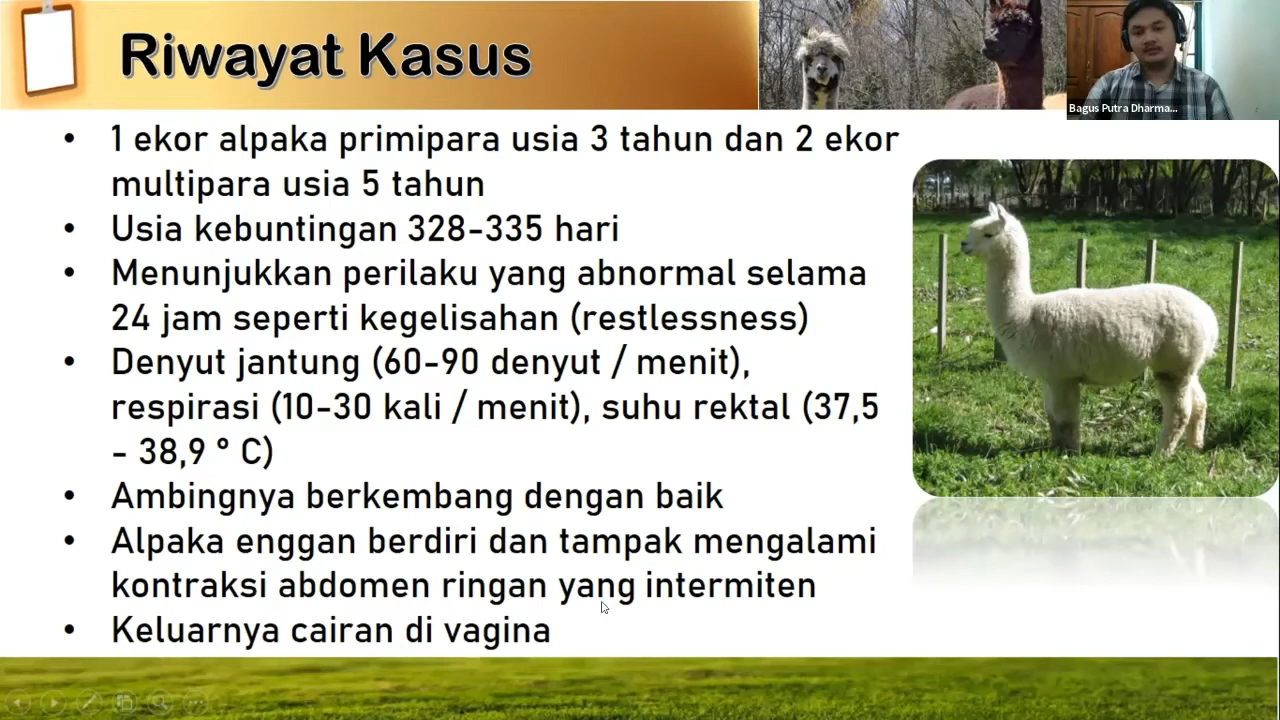 Riwayat Kasus
Bagus Putra Dharma...
• 1 ekor alpaka primipara usia 3 tahun dan 2 ekor
multipara usia 5 tahun
• Usia kebuntingan 328-335 hari
• Menunjukkan perilaku yang abnormal selama
24 jam seperti kegelisahan (restlessness)
• Denyut jantung (60-90 denyut / menit),
respirasi (10-30 kali / menit), suhu rektal (37,5
- 38,9 ° C)
• Ambingnya berkembang dengan baik
• Alpaka enggan berdiri dan tampak mengalami
kontraksi abdomen ringan yang intermiten
• Keluarnya cairan di vagina